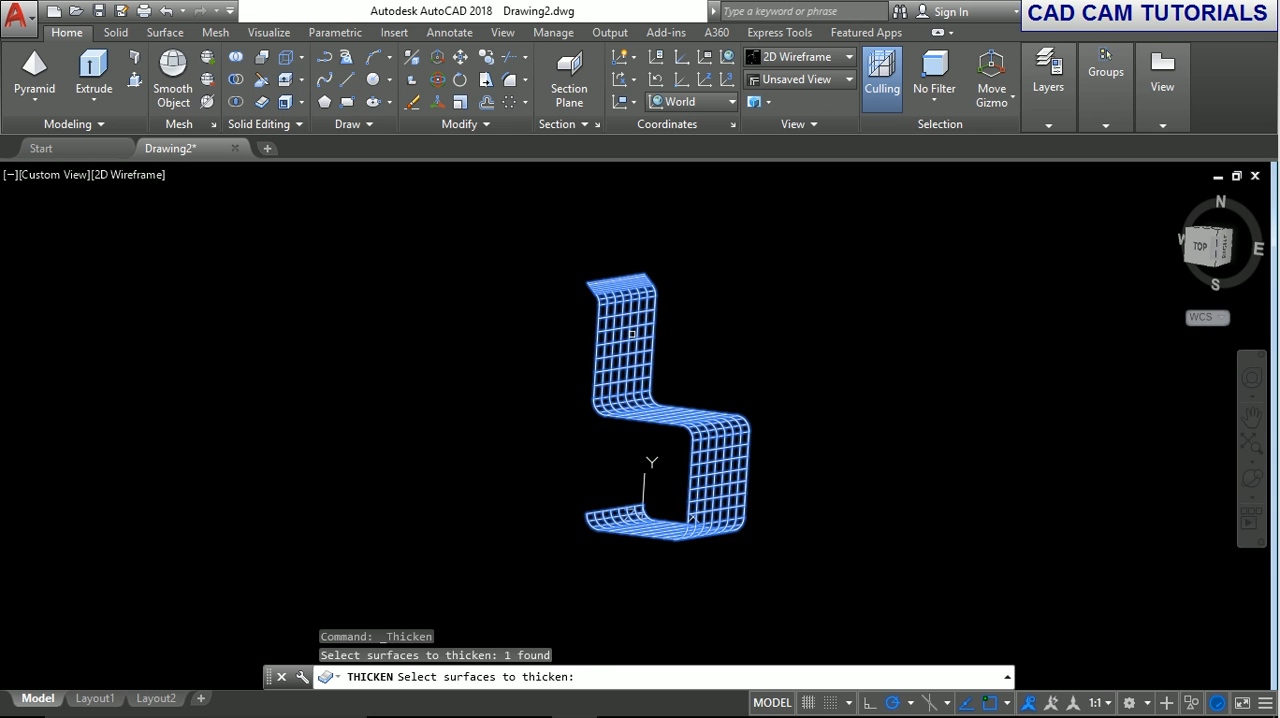 Autodesk AutoCAD 2018 Drawing2.dwg
Type a keyword or phrase
Sign In
CAD CAM TUTORIALS
Home Solid Surface Mesh Visualize Parametric Insert Annotate View Manage Output Add-ins A360 Express Tools Featured Apps
Pyramid
Extrude
Smooth
Object
Section
Plane
World
2D Wireframe
Unsaved View
Culling
No Filter
Move
Gizmo
Layers
Groups
View
Modeling Mesh Solid Editing Draw Modify Section Coordinates View Selection
Start Drawing2*
[−][Custom View][2D Wireframe]
N
W
TOP
E
S
WCS
Y
Command: _Thicken
Select surfaces to thicken: 1 found
THICKEN Select surfaces to thicken:
Model Layout1 Layout2
MODEL
1:1